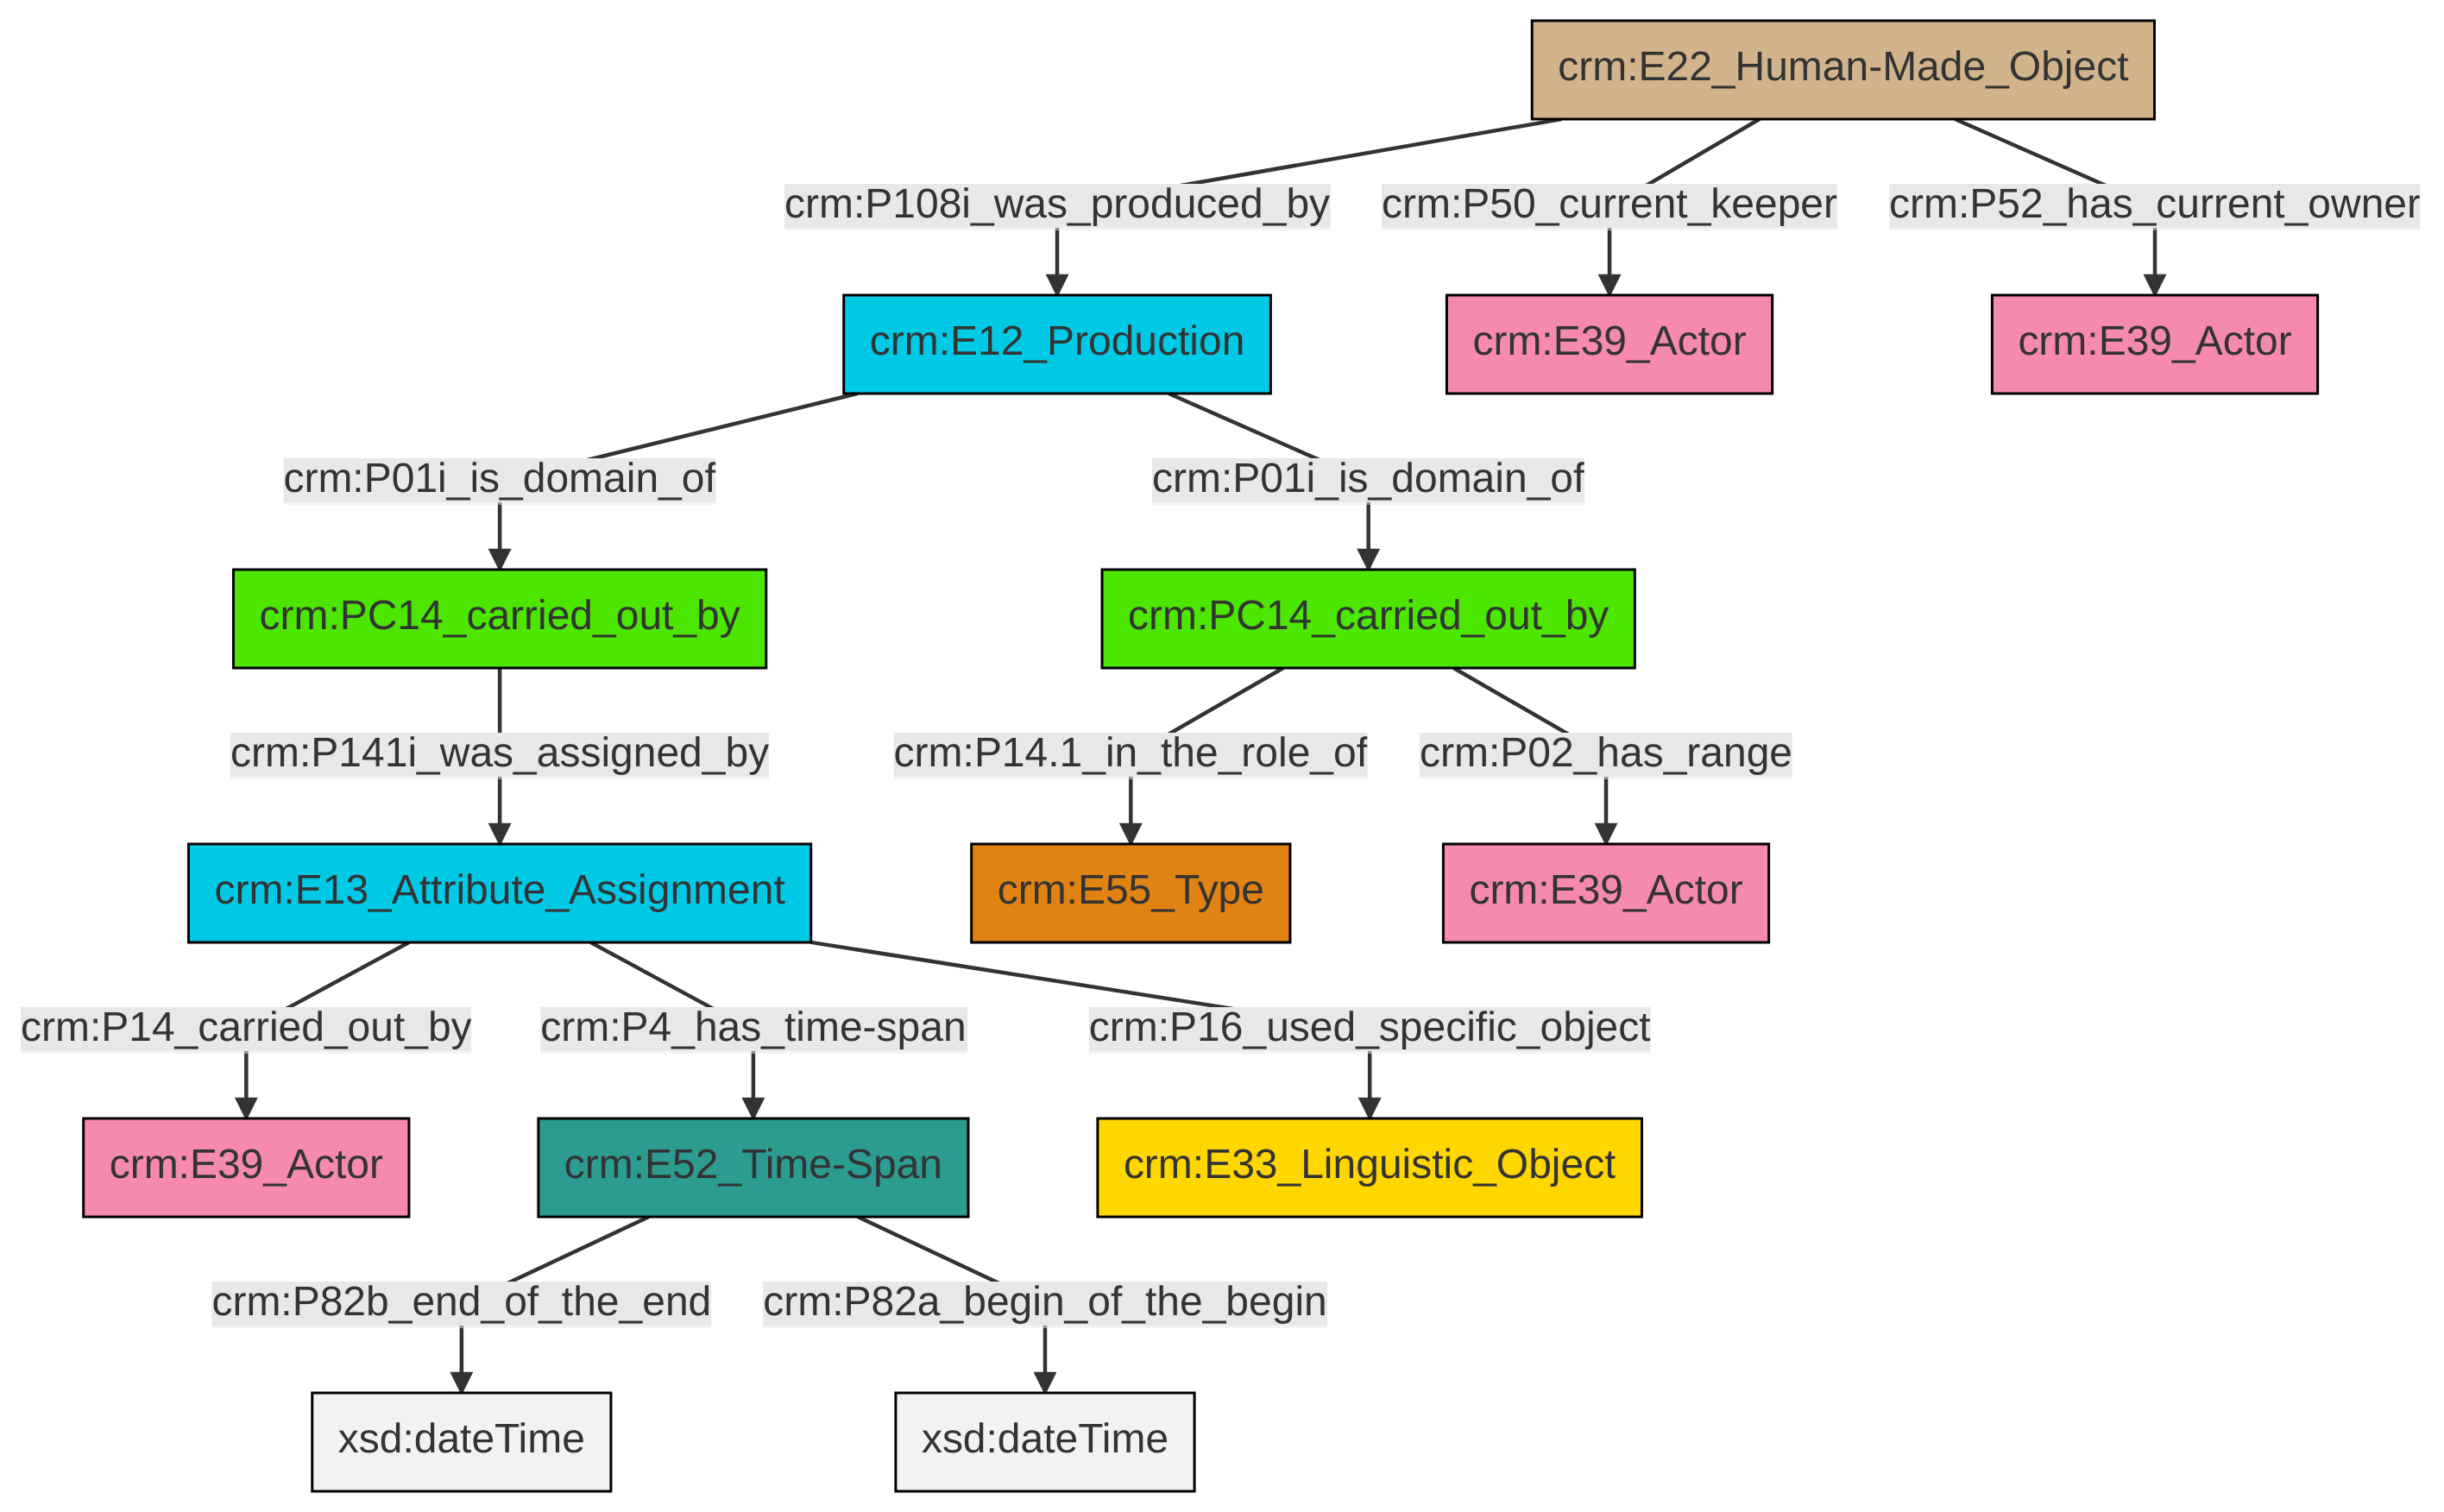 crm:E22_Human-Made_Object
crm:P108i_was_produced_by
crm:P50_current_keeper
crm:P52_has_current_owner
crm:E12_Production
crm:E39_Actor
crm:E39_Actor
crm:P01i_is_domain_of
crm:P01i_is_domain_of
crm:PC14_carried_out_by
crm:PC14_carried_out_by
crm:P141i_was_assigned_by
crm:P14.1_in_the_role_of
crm:P02_has_range
crm:E13_Attribute_Assignment
crm:E55_Type
crm:E39_Actor
crm:P14_carried_out_by
crm:P4_has_time-span
crm:P16_used_specific_object
crm:E39_Actor
crm:E52_Time-Span
crm:E33_Linguistic_Object
crm:P82b_end_of_the_end
crm:P82a_begin_of_the_begin
xsd:dateTime
xsd:dateTime